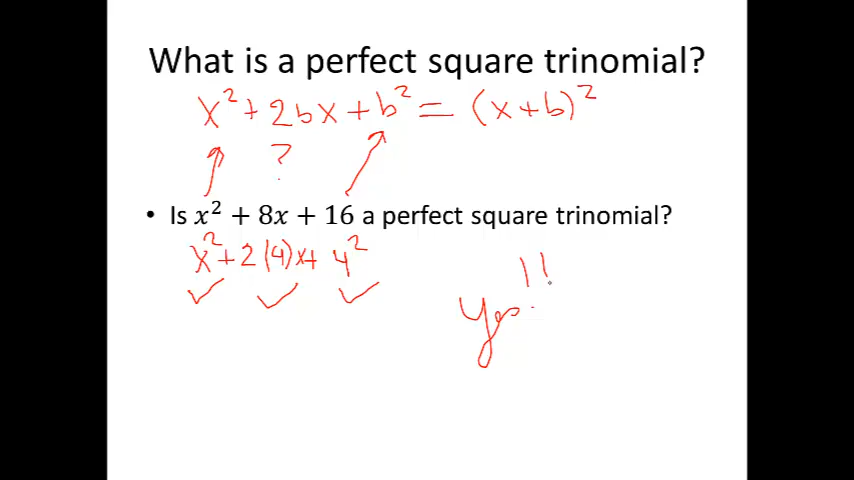 What is a perfect square trinomial?
x² + 2bx + b² = (x+b)²
?
• Is x² + 8x + 16 a perfect square trinomial?
x² + 2(4)x + 4²
Yes!!